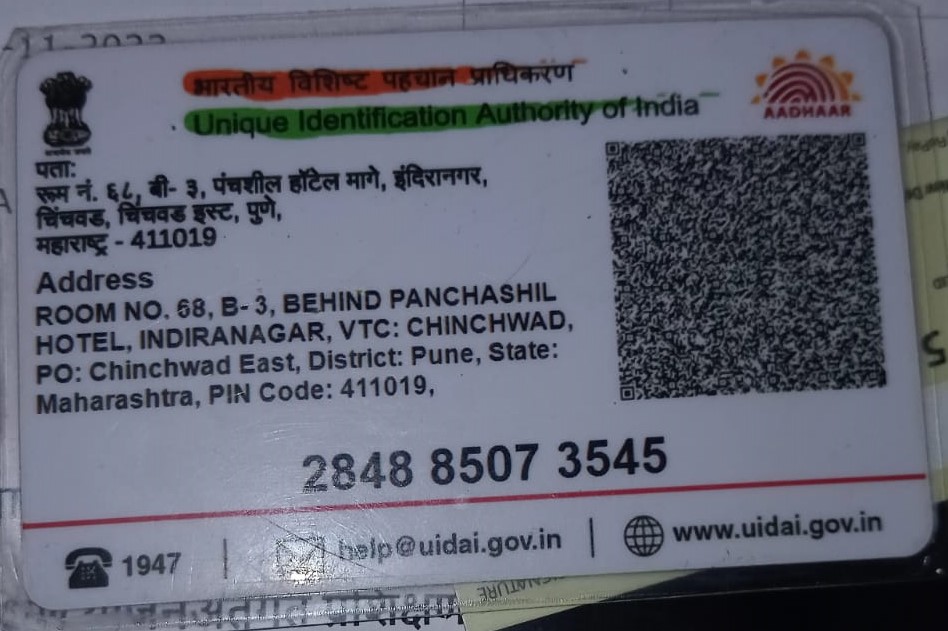 -11-2022
भारतीय विशिष्ट पहचान प्राधिकरण
Unique Identification Authority of India
AADHAAR
पता:
रूम नं. ६८, बी- ३, पंचशील हॉटेल मागे, इंदिरानगर,
चिंचवड, चिंचवड इस्ट, पुणे,
महाराष्ट्र - 411019
Address
ROOM NO. 68, B- 3, BEHIND PANCHASHIL
HOTEL, INDIRANAGAR, VTC: CHINCHWAD,
PO: Chinchwad East, District: Pune, State:
Maharashtra, PIN Code: 411019,
2848 8507 3545
1947 | help@uidai.gov.in | www.uidai.gov.in